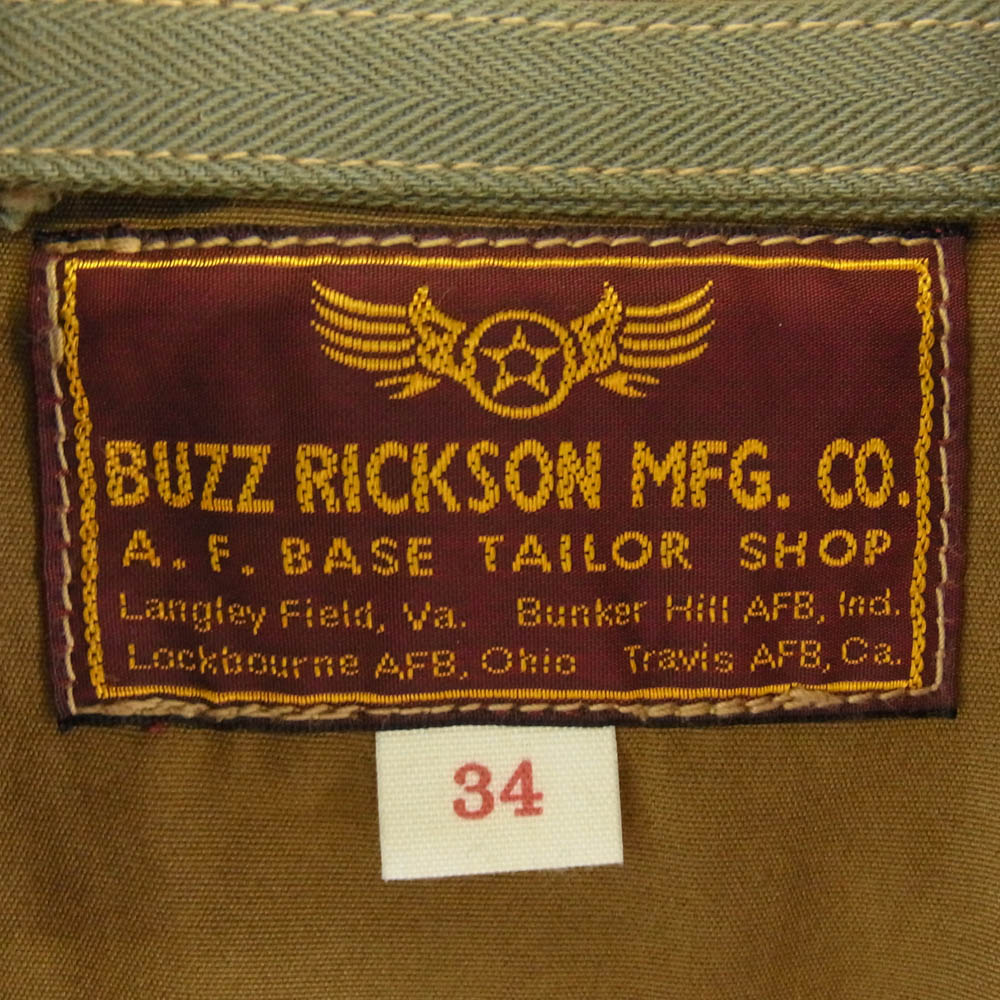 BUZZ RICKSON MFG. CO.
A. F. BASE TAILOR SHOP
Langley Field, Va. Bunker Hill AFB, Ind.
Lockbourne AFB, Ohio Travis AFB, Ca.
34